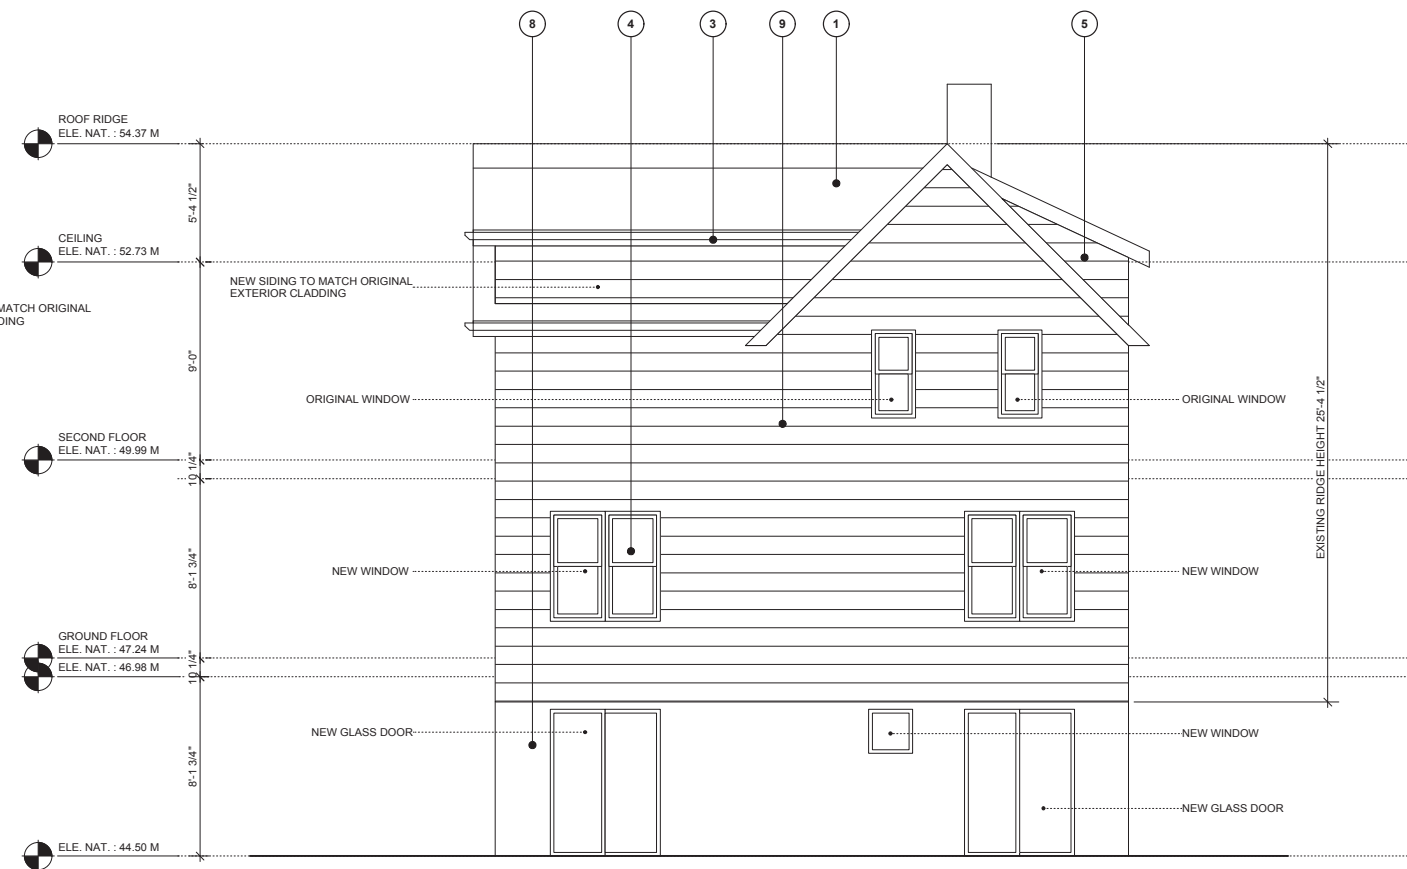 8 4 3 9 1 5
ROOF RIDGE
ELE. NAT. : 54.37 M
5'-4 1/2"
CEILING
ELE. NAT. : 52.73 M
NEW SIDING TO MATCH ORIGINAL
EXTERIOR CLADDING
MATCH ORIGINAL
DING
9'-0"
ORIGINAL WINDOW
ORIGINAL WINDOW
EXISTING RIDGE HEIGHT 25'-4 1/2"
SECOND FLOOR
ELE. NAT. : 49.99 M
10 1/4"
8'-1 3/4"
NEW WINDOW
NEW WINDOW
GROUND FLOOR
ELE. NAT. : 47.24 M
10 1/4"
ELE. NAT. : 46.98 M
NEW GLASS DOOR
NEW WINDOW
8'-1 3/4"
NEW GLASS DOOR
ELE. NAT. : 44.50 M